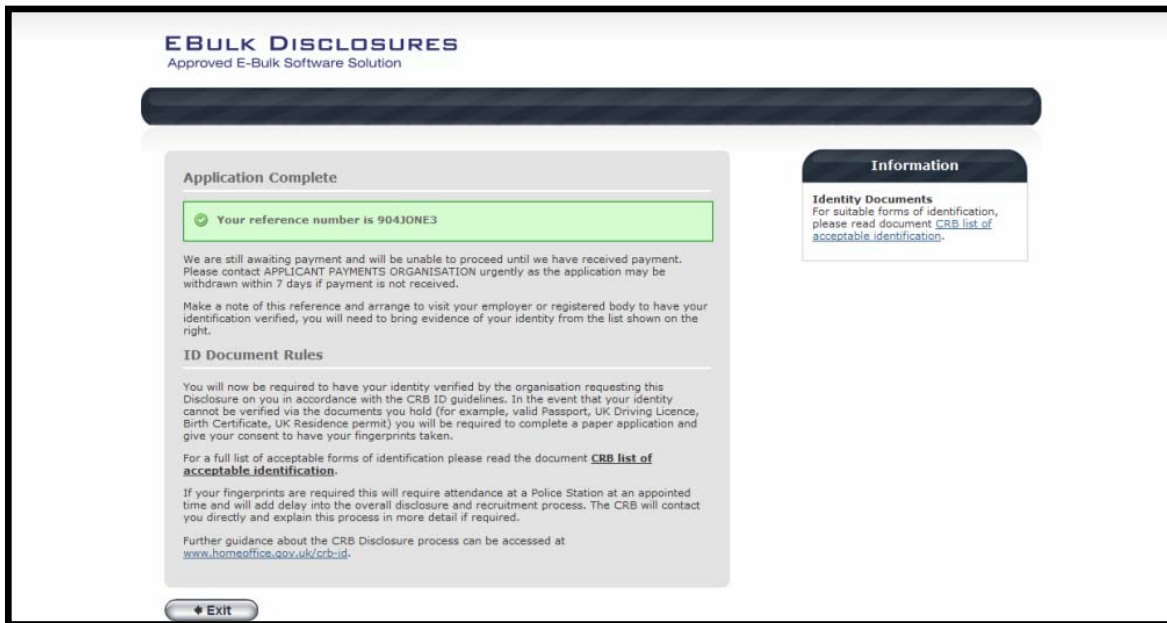 EBULK DISCLOSURES
Approved E-Bulk Software Solution
Application Complete
Your reference number is 904JONE3
We are still awaiting payment and will be unable to proceed until we have received payment.
Please contact APPLICANT PAYMENTS ORGANISATION urgently as the application may be
withdrawn within 7 days if payment is not received.
Make a note of this reference and arrange to visit your employer or registered body to have your
identification verified, you will need to bring evidence of your identity from the list shown on the
right.
ID Document Rules
You will now be required to have your identity verified by the organisation requesting this
Disclosure on you in accordance with the CRB ID guidelines. In the event that your identity
cannot be verified via the documents you hold (for example, valid Passport, UK Driving Licence,
Birth Certificate, UK Residence permit) you will be required to complete a paper application and
give your consent to have your fingerprints taken.
For a full list of acceptable forms of identification please read the document CRB list of
acceptable identification.
If your fingerprints are required this will require attendance at a Police Station at an appointed
time and will add delay into the overall disclosure and recruitment process. The CRB will contact
you directly and explain this process in more detail if required.
Further guidance about the CRB Disclosure process can be accessed at
www.homeoffice.gov.uk/crb-id.
Exit
Information
Identity Documents
For suitable forms of identification,
please read document CRB list of
acceptable identification.